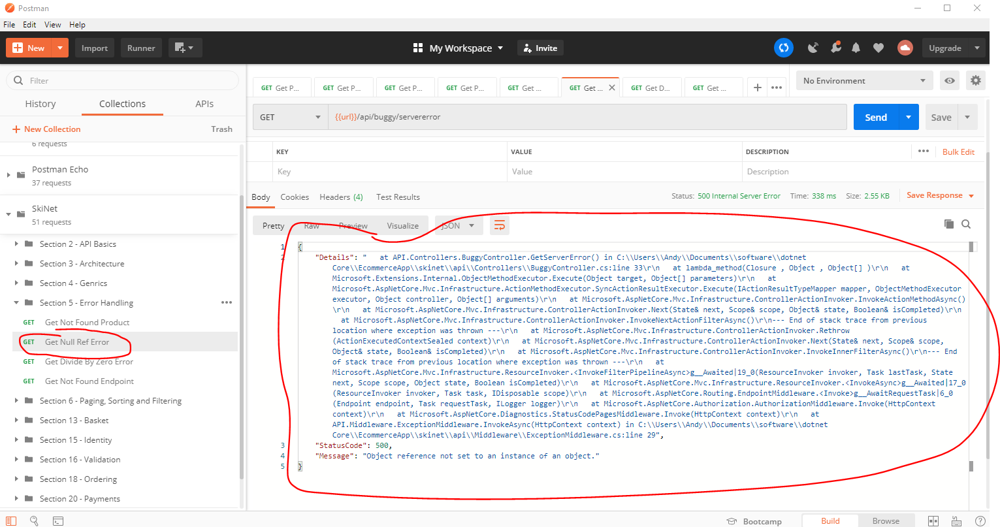 Postman
File Edit View Help
New Import Runner My Workspace Invite Upgrade
Filter
History Collections APIs
New Collection Trash
6 requests
Postman Echo
37 requests
SkiNet
51 requests
Section 2 - API Basics
Section 3 - Architecture
Section 4 - Genrics
Section 5 - Error Handling
GET Get Not Found Product
GET Get Null Ref Error
GET Get Divide By Zero Error
GET Get Not Found Endpoint
Section 6 - Paging, Sorting and Filtering
Section 13 - Basket
Section 15 - Identity
Section 16 - Validation
Section 18 - Ordering
Section 20 - Payments
GET Get P... GET Get P... GET Get P... GET Get P... GET Get ... GET Get ... GET Get D... GET Get ... No Environment
GET {{url}}/api/buggy/servererror Send Save
KEY VALUE DESCRIPTION Bulk Edit
Key Value Description
Body Cookies Headers (4) Test Results Status: 500 Internal Server Error Time: 338 ms Size: 2.55 KB Save Response
Pretty Raw Preview Visualize JSON
1 {
2 "Details": "   at API.Controllers.BuggyController.GetServerError() in C:\\Users\\Andy\\Documents\\software\\dotnet
Core\\EcommerceApp\\skinet\\api\\Controllers\\BuggyController.cs:line 33\r\n   at lambda_method(Closure , Object , Object[] )\r\n   at
Microsoft.Extensions.Internal.ObjectMethodExecutor.Execute(Object target, Object[] parameters)\r\n   at
Microsoft.AspNetCore.Mvc.Infrastructure.ActionMethodExecutor.SyncActionResultExecutor.Execute(IActionResultTypeMapper mapper, ObjectMethodExecutor
executor, Object controller, Object[] arguments)\r\n   at Microsoft.AspNetCore.Mvc.Infrastructure.ControllerActionInvoker.InvokeActionMethodAsync()
\r\n   at Microsoft.AspNetCore.Mvc.Infrastructure.ControllerActionInvoker.Next(State& next, Scope& scope, Object& state, Boolean& isCompleted)\r\n
at Microsoft.AspNetCore.Mvc.Infrastructure.ControllerActionInvoker.InvokeNextActionFilterAsync()\r\n--- End of stack trace from previous
location where exception was thrown ---\r\n   at Microsoft.AspNetCore.Mvc.Infrastructure.ControllerActionInvoker.Rethrow
(ActionExecutedContextSealed context)\r\n   at Microsoft.AspNetCore.Mvc.Infrastructure.ControllerActionInvoker.Next(State& next, Scope& scope,
Object& state, Boolean& isCompleted)\r\n   at Microsoft.AspNetCore.Mvc.Infrastructure.ControllerActionInvoker.InvokeInnerFilterAsync()\r\n--- End
of stack trace from previous location where exception was thrown ---\r\n   at
Microsoft.AspNetCore.Mvc.Infrastructure.ResourceInvoker.<InvokeFilterPipelineAsync>g__Awaited|19_0(ResourceInvoker invoker, Task lastTask, State
next, Scope scope, Object state, Boolean isCompleted)\r\n   at Microsoft.AspNetCore.Mvc.Infrastructure.ResourceInvoker.<InvokeAsync>g__Awaited|17_0
(ResourceInvoker invoker, Task task, IDisposable scope)\r\n   at Microsoft.AspNetCore.Routing.EndpointMiddleware.<Invoke>g__AwaitRequestTask|6_0
(Endpoint endpoint, Task requestTask, ILogger logger)\r\n   at Microsoft.AspNetCore.Authorization.AuthorizationMiddleware.Invoke(HttpContext
context)\r\n   at Microsoft.AspNetCore.Diagnostics.StatusCodePagesMiddleware.Invoke(HttpContext context)\r\n   at
API.Middleware.ExceptionMiddleware.InvokeAsync(HttpContext context) in C:\\Users\\Andy\\Documents\\software\\dotnet
Core\\EcommerceApp\\skinet\\api\\Middleware\\ExceptionMiddleware.cs:line 29",
3 "StatusCode": 500,
4 "Message": "Object reference not set to an instance of an object."
5 }
Bootcamp Build Browse